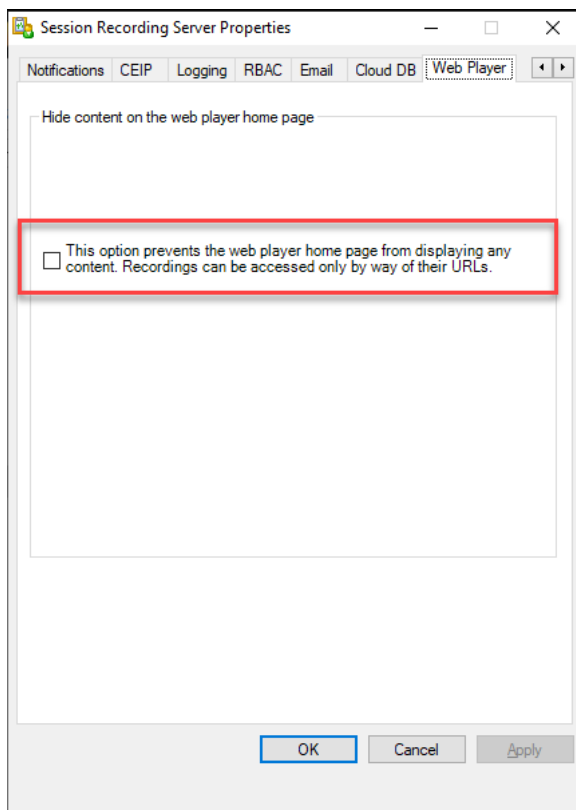 Session Recording Server Properties
Notifications CEIP Logging RBAC Email Cloud DB Web Player
Hide content on the web player home page
This option prevents the web player home page from displaying any
content. Recordings can be accessed only by way of their URLs.
OK Cancel Apply